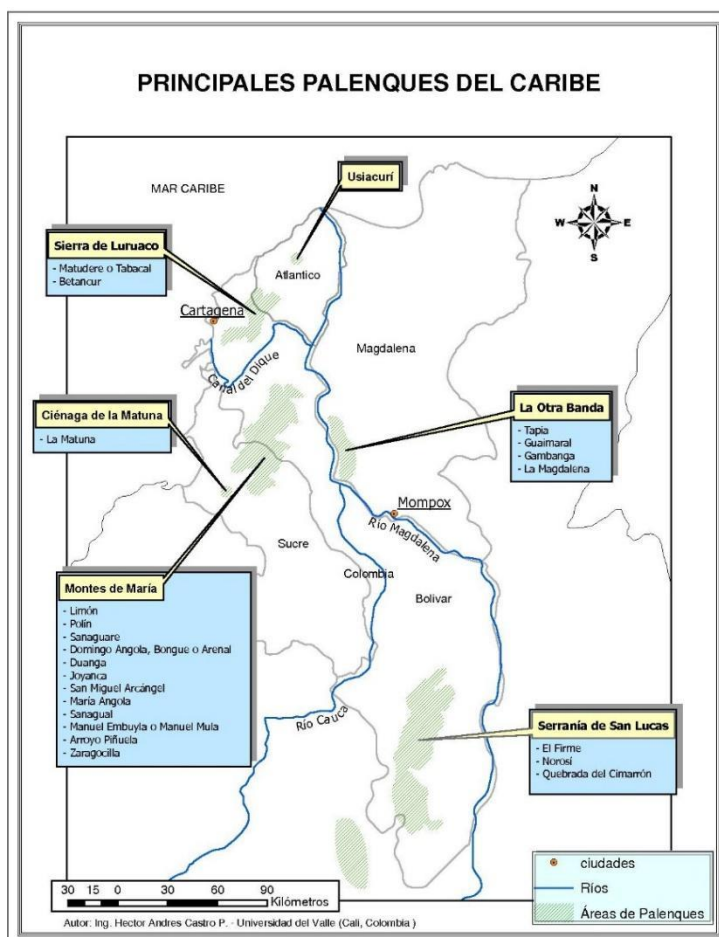 PRINCIPALES PALENQUES DEL CARIBE
Usiacurí
MAR CARIBE
N
W
E
S
Sierra de Luruaco
- Matudere o Tabacal
- Betancur
Atlantico
Cartagena
Magdalena
Canal del Dique
Ciénaga de la Matuna
- La Matuna
La Otra Banda
- Tapia
- Guaimaral
- Gambanga
- La Magdalena
Mompox
Río Magdalena
Sucre
Colombia
Bolivar
Montes de María
- Limón
- Polín
- Sanaguare
- Domingo Angola, Bongue o Arenal
- Duanga
- Joyanca
- San Miguel Arcángel
- María Angola
- Sanagual
- Manuel Embuyla o Manuel Mula
- Arroyo Piñuela
- Zaragocilla
Río Cauca
Serranía de San Lucas
- El Firme
- Norosí
- Quebrada del Cimarrón
ciudades
Ríos
Áreas de Palenques
30 15 0 30 60 90
Kilómetros
Autor: Ing. Hector Andres Castro P. - Universidad del Valle (Cali, Colombia )